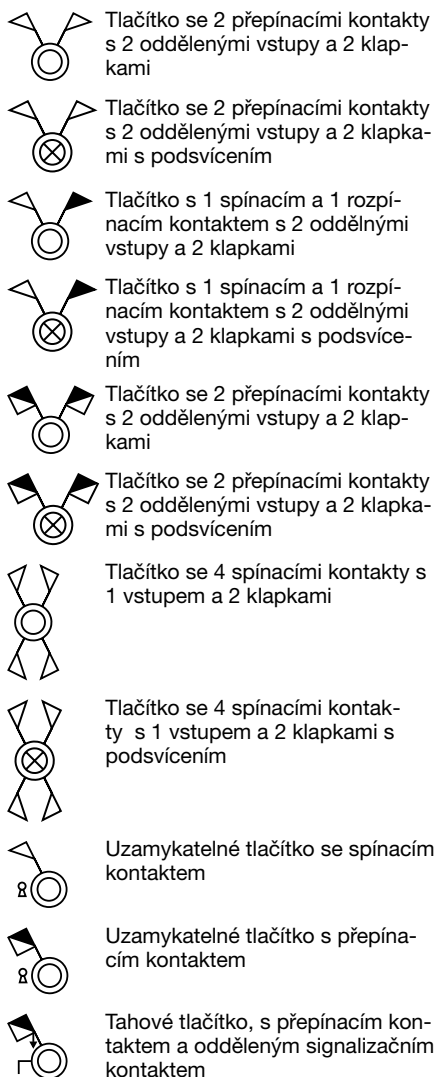 Tlačítko se 2 přepínacími kontakty
s 2 oddělenými vstupy a 2 klap-
kami
Tlačítko se 2 přepínacími kontakty
s 2 oddělenými vstupy a 2 klapka-
mi s podsvícením
Tlačítko s 1 spínacím a 1 rozpí-
nacím kontaktem s 2 oddělnými
vstupy a 2 klapkami
Tlačítko s 1 spínacím a 1 rozpí-
nacím kontaktem s 2 oddělnými
vstupy a 2 klapkami s podsvíce-
ním
Tlačítko se 2 přepínacími kontakty
s 2 oddělenými vstupy a 2 klap-
kami
Tlačítko se 2 přepínacími kontakty
s 2 oddělenými vstupy a 2 klapka-
mi s podsvícením
Tlačítko se 4 spínacími kontakty s
1 vstupem a 2 klapkami
Tlačítko se 4 spínacími kontak-
ty  s 1 vstupem a 2 klapkami s
podsvícením
Uzamykatelné tlačítko se spínacím
kontaktem
Uzamykatelné tlačítko s přepína-
cím kontaktem
Tahové tlačítko, s přepínacím kon-
taktem a odděleným signalizačním
kontaktem